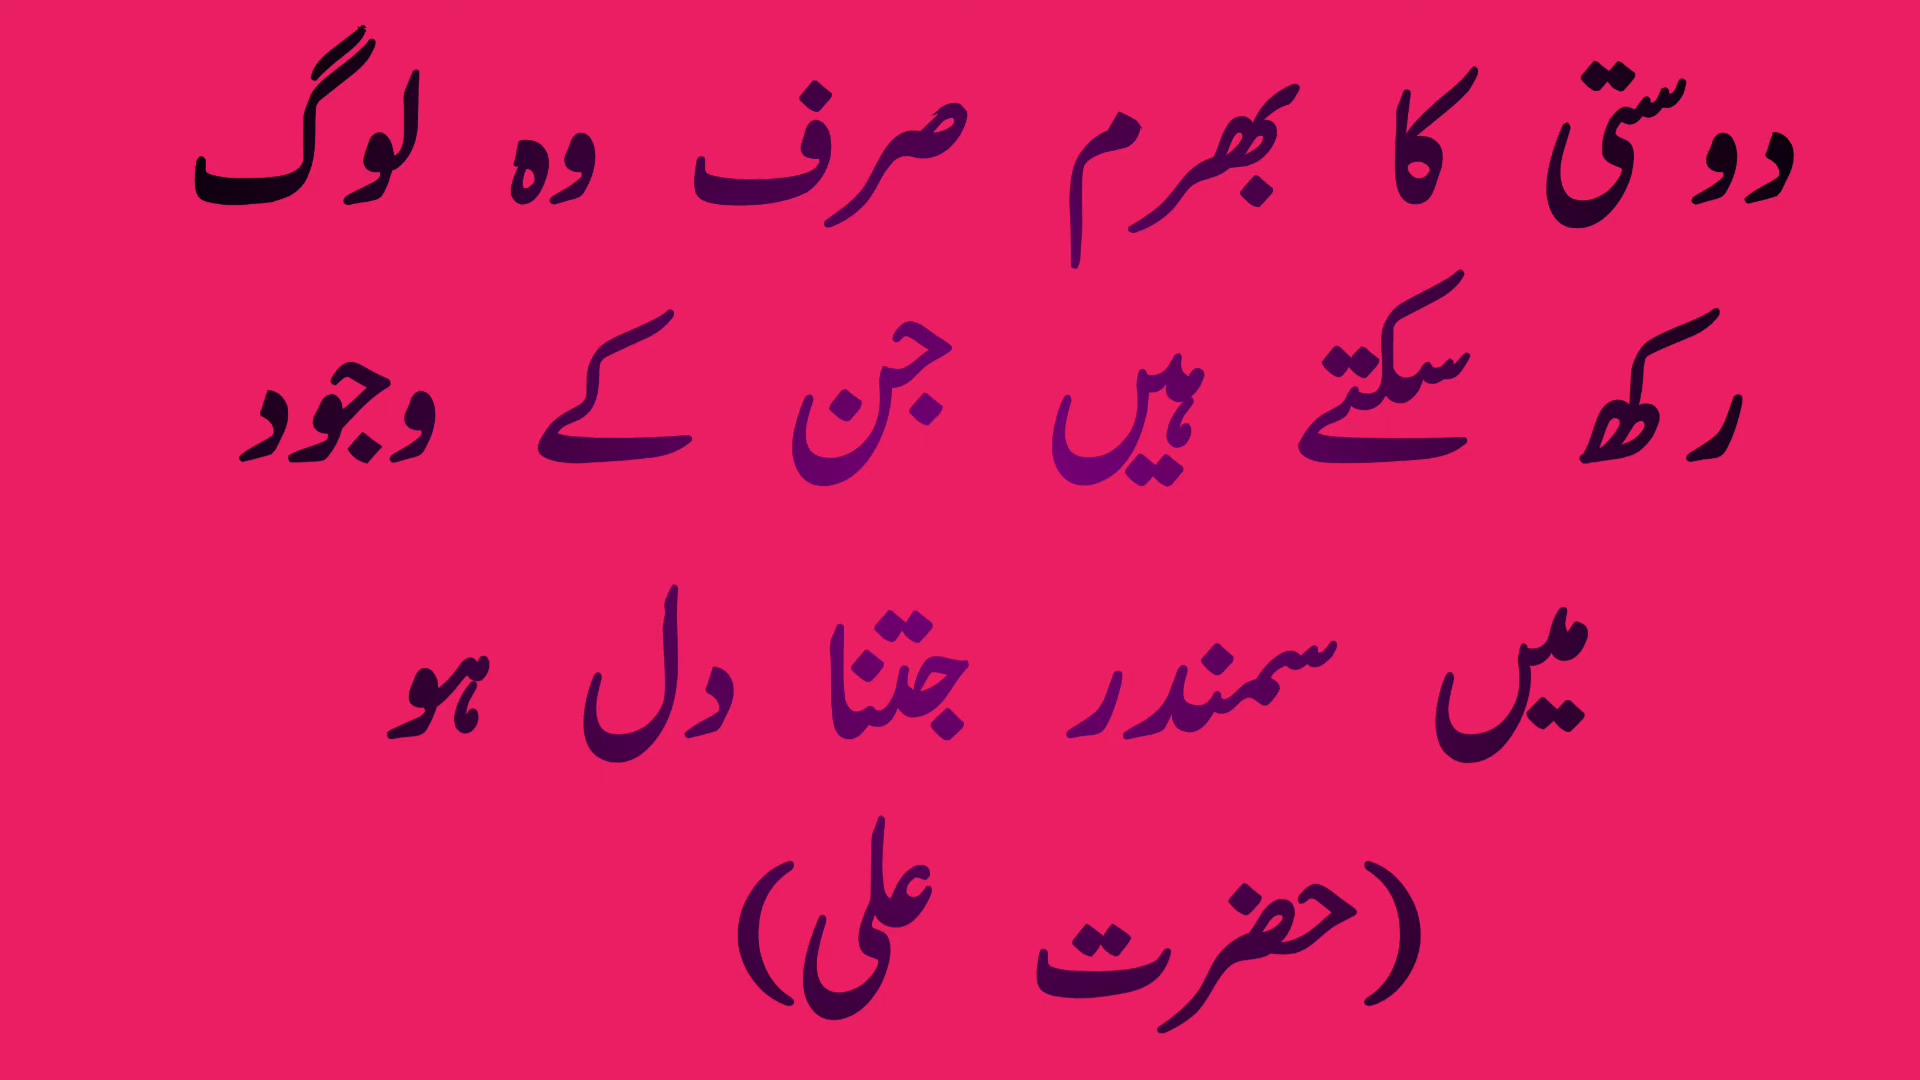 دوستی کا بھرم صرف وہ لوگ
رکھ سکتے ہیں جن کے وجود
میں سمندر جتنا دل ہو
(حضرت علی)